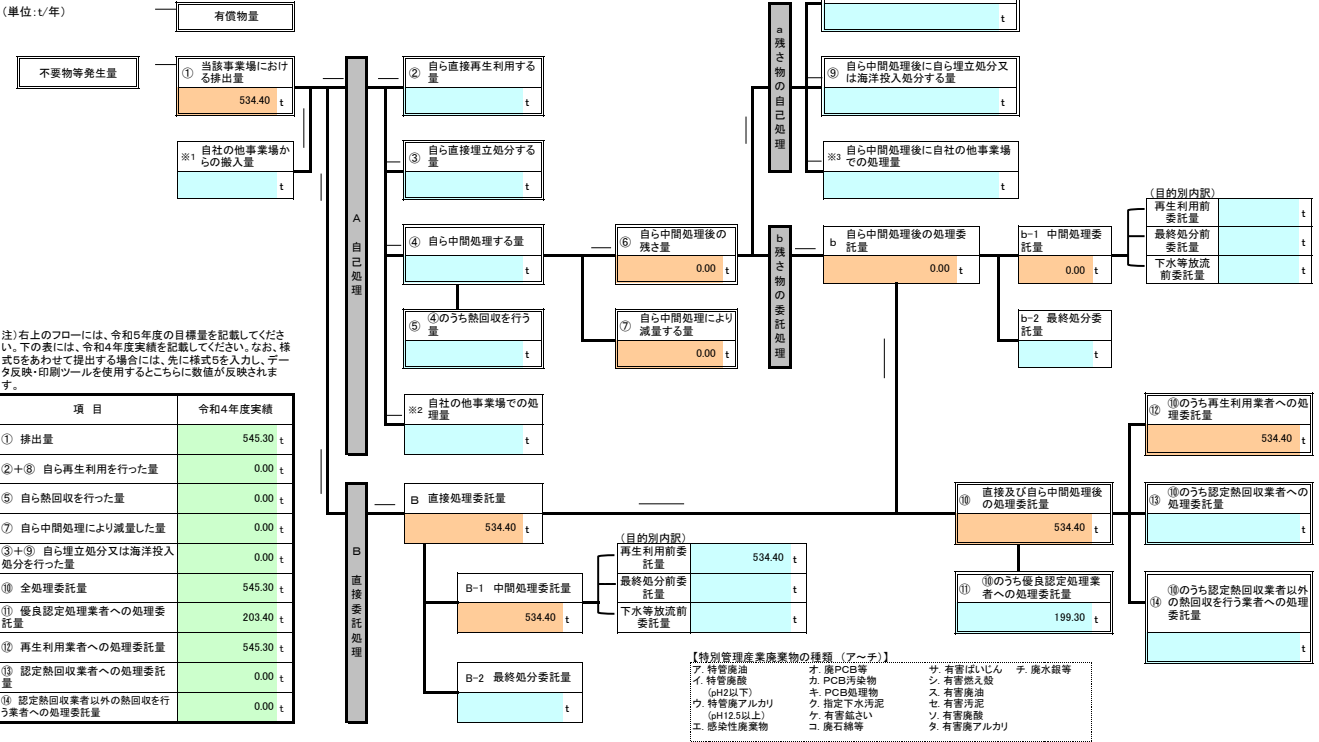 (単位:t/年)
有償物量
t
不要物等発生量
① 当該事業場におけ
る排出量
534.40 t
※1 自社の他事業場か
らの搬入量
t
A 自己処理
② 自ら直接再生利用する
量
t
③ 自ら直接埋立処分する
量
t
④ 自ら中間処理する量
t
⑤ ④のうち熱回収を行う
量
t
※2 自社の他事業場での処
理量
t
⑥ 自ら中間処理後の
残さ量
0.00 t
⑦ 自ら中間処理により
減量する量
0.00 t
a 残さ物の自己処理
⑨ 自ら中間処理後に自ら埋立処分又
は海洋投入処分する量
t
※3 自ら中間処理後に自社の他事業場
での処理量
t
b 残さ物の委託処理
b 自ら中間処理後の処理委
託量
0.00 t
b-1 中間処理委
託量
0.00 t
b-2 最終処分委
託量
t
(目的別内訳)
再生利用前
委託量
t
最終処分前
委託量
t
下水等放流
前委託量
t
注)右上のフローには、令和5年度の目標量を記載してくださ
い。下の表には、令和4年度実績を記載してください。なお、様
式5をあわせて提出する場合には、先に様式5を入力し、デー
タ反映・印刷ツールを使用するとこちらに数値が反映されま
す。
項 目 令和4年度実績
① 排出量 545.30 t
②+⑧ 自ら再生利用を行った量 0.00 t
⑤ 自ら熱回収を行った量 0.00 t
⑦ 自ら中間処理により減量した量 0.00 t
③+⑨ 自ら埋立処分又は海洋投入
処分を行った量 0.00 t
⑩ 全処理委託量 545.30 t
⑪ 優良認定処理業者への処理委
託量 203.40 t
⑫ 再生利用業者への処理委託量 545.30 t
⑬ 認定熱回収業者への処理委託
量 0.00 t
⑭ 認定熱回収業者以外の熱回収を行
う業者への処理委託量 0.00 t
B 直接委託処理
B 直接処理委託量
534.40 t
B-1 中間処理委託量
534.40 t
B-2 最終処分委託量
t
(目的別内訳)
再生利用前委
託量
534.40 t
最終処分前委
託量
t
下水等放流前
委託量
t
⑩ 直接及び自ら中間処理後
の処理委託量
534.40 t
⑪ ⑩のうち優良認定処理業
者への処理委託量
199.30 t
⑫ ⑩のうち再生利用業者への処
理委託量
534.40 t
⑬ ⑩のうち認定熱回収業者への
処理委託量
t
⑭ ⑩のうち認定熱回収業者以外
の熱回収を行う業者への処理
委託量
t
【特別管理産業廃棄物の種類 (ア~チ)】
ア. 特管廃油 オ. 廃PCB等 サ. 有害ばいじん チ. 廃水銀等
イ. 特管廃酸 カ. PCB汚染物 シ. 有害燃え殻
(pH2以下) キ. PCB処理物 ス. 有害廃油
ウ. 特管廃アルカリ ク. 指定下水汚泥 セ. 有害汚泥
(pH12.5以上) ケ. 有害鉱さい ソ. 有害廃酸
エ. 感染性廃棄物 コ. 廃石綿等 タ. 有害廃アルカリ